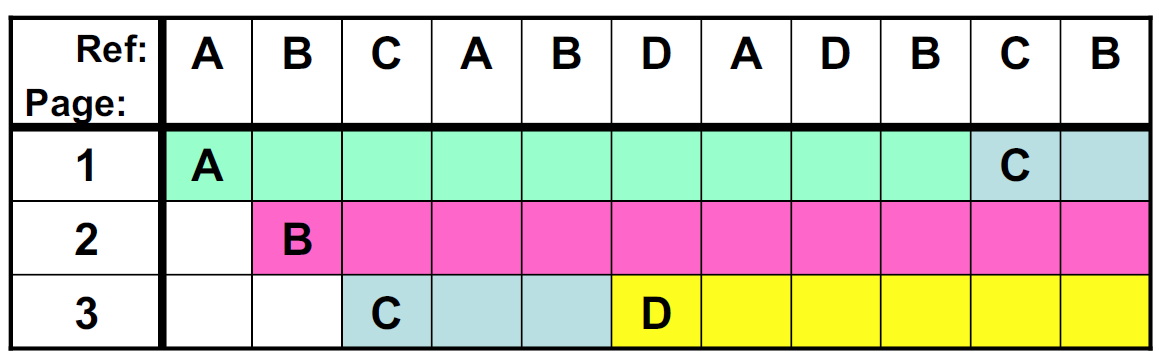 Ref: A B C A B D A D B C B
Page:
1 A C
2 B
3 C D